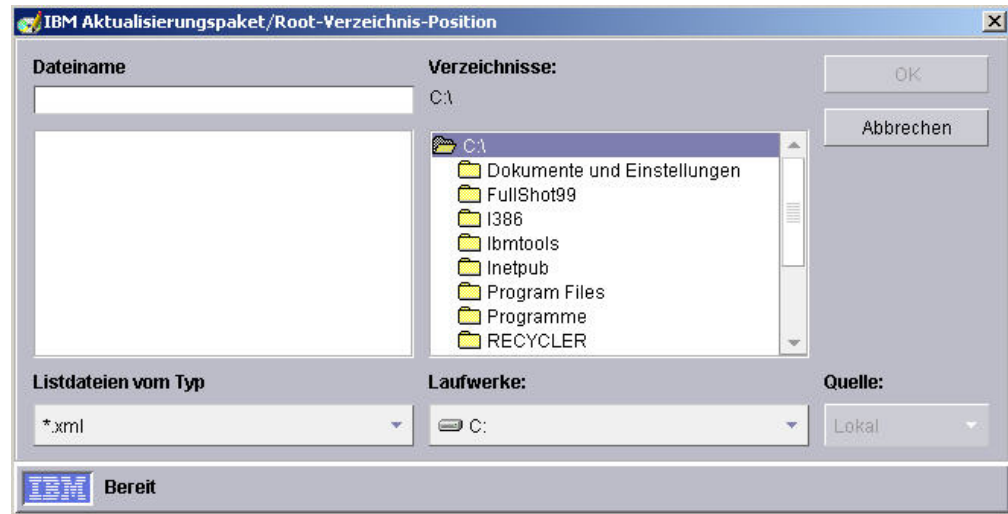 IBM Aktualisierungspaket/Root-Verzeichnis-Position
Dateiname
Verzeichnisse:
C:\
OK
Abbrechen
C:\
Dokumente und Einstellungen
FullShot99
I386
Ibmtools
Inetpub
Program Files
Programme
RECYCLER
Listdateien vom Typ
Laufwerke:
Quelle:
*.xml
C:
Lokal
IBM
Bereit